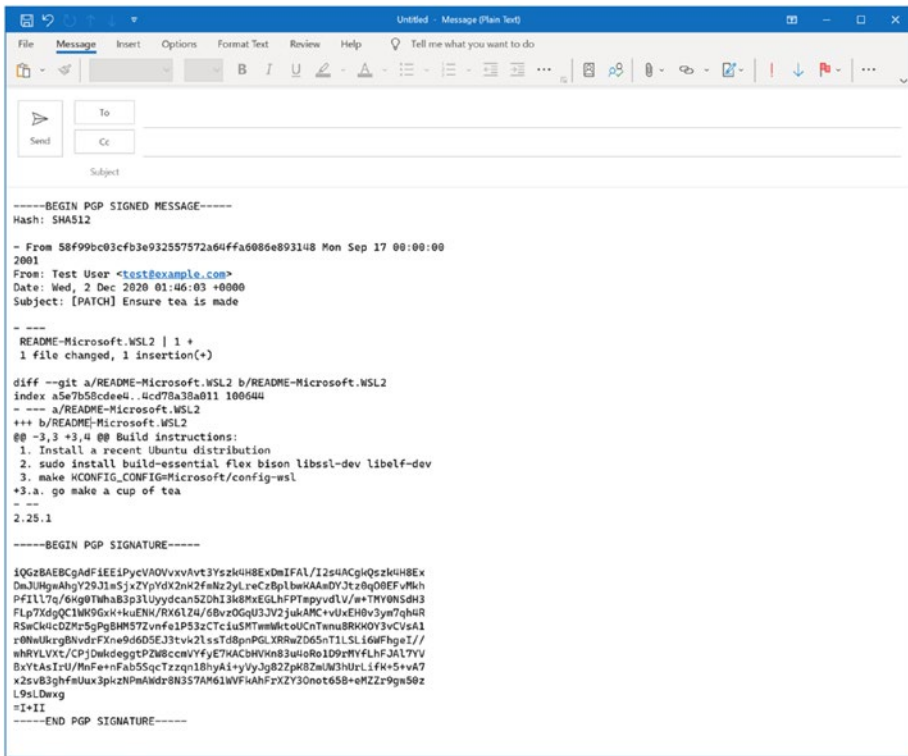 Untitled - Message (Plain Text)
File Message Insert Options Format Text Review Help Tell me what you want to do
B I U A
Send
To
Cc
Subject
-----BEGIN PGP SIGNED MESSAGE-----
Hash: SHA512
- From 58f99bc03cfb3e932557572a64ffa6086e893148 Mon Sep 17 00:00:00
2001
From: Test User <test@example.com>
Date: Wed, 2 Dec 2020 01:46:03 +0000
Subject: [PATCH] Ensure tea is made
- ---
README-Microsoft.WSL2 | 1 +
1 file changed, 1 insertion(+)
diff --git a/README-Microsoft.WSL2 b/README-Microsoft.WSL2
index a5e7b58cdee4..4cd78a38a011 100644
- --- a/README-Microsoft.WSL2
+++ b/README-Microsoft.WSL2
@@ -3,3 +3,4 @@ Build instructions:
1. Install a recent Ubuntu distribution
2. sudo install build-essential flex bison libssl-dev libelf-dev
3. make KCONFIG_CONFIG=Microsoft/config-wsl
+3.a. go make a cup of tea
- --
2.25.1
-----BEGIN PGP SIGNATURE-----
L9sLDwxg
=I+II
-----END PGP SIGNATURE-----